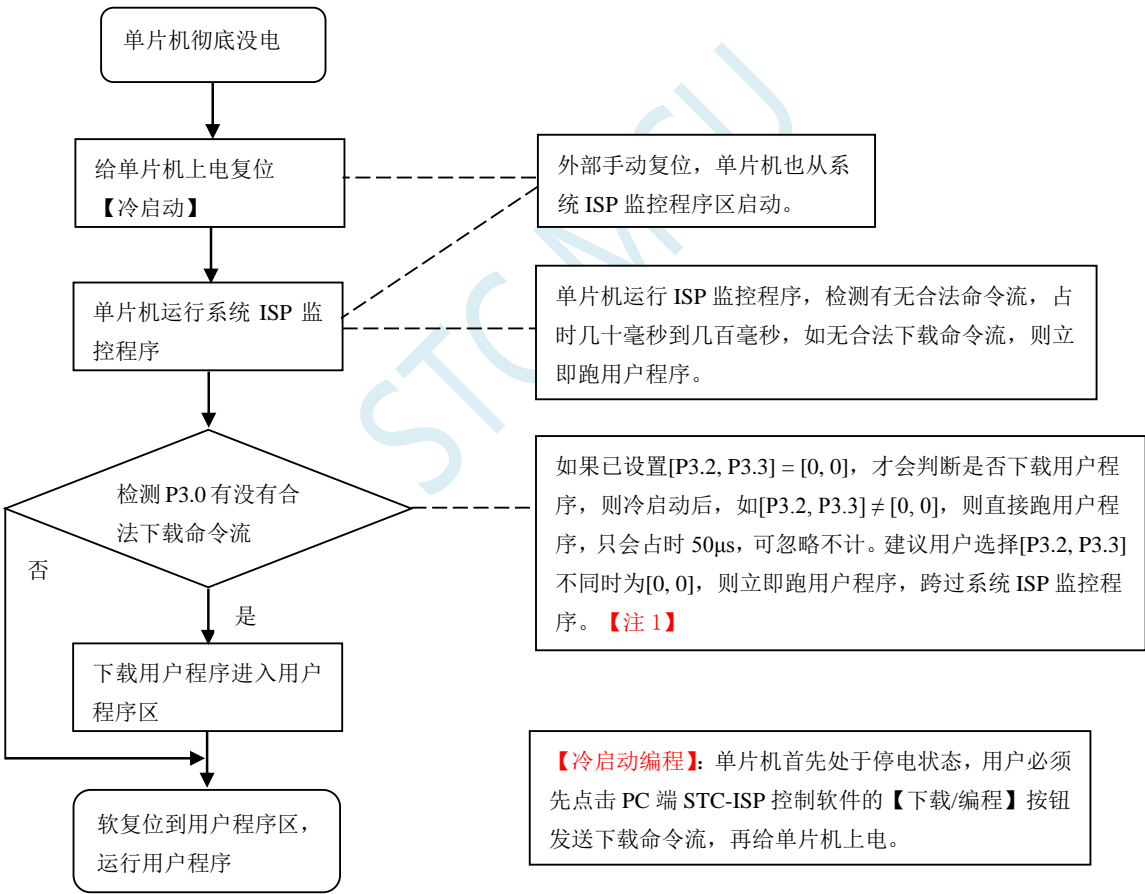 单片机彻底没电
给单片机上电复位
【冷启动】
外部手动复位，单片机也从系
统 ISP 监控程序区启动。
单片机运行系统 ISP 监
控程序
单片机运行 ISP 监控程序，检测有无合法命令流，占
时几十毫秒到几百毫秒，如无合法下载命令流，则立
即跑用户程序。
检测 P3.0 有没有合
法下载命令流
如果已设置[P3.2, P3.3] = [0, 0]，才会判断是否下载用户程
序，则冷启动后，如[P3.2, P3.3] ≠ [0, 0]，则直接跑用户程
序，只会占时 50μs，可忽略不计。建议用户选择[P3.2, P3.3]
不同时为[0, 0]，则立即跑用户程序，跨过系统 ISP 监控程
序。【注 1】
否
是
下载用户程序进入用户
程序区
【冷启动编程】：单片机首先处于停电状态，用户必须
先点击 PC 端 STC-ISP 控制软件的【下载/编程】按钮
发送下载命令流，再给单片机上电。
软复位到用户程序区，
运行用户程序
STC MCU